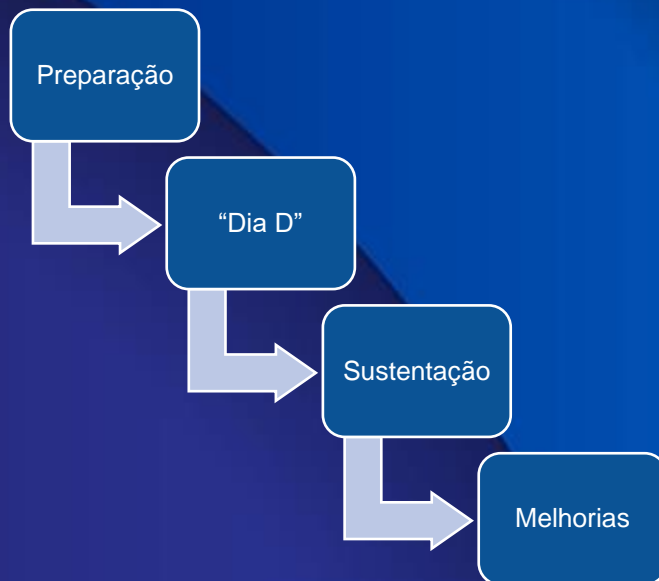 Preparação
“Dia D”
Sustentação
Melhorias